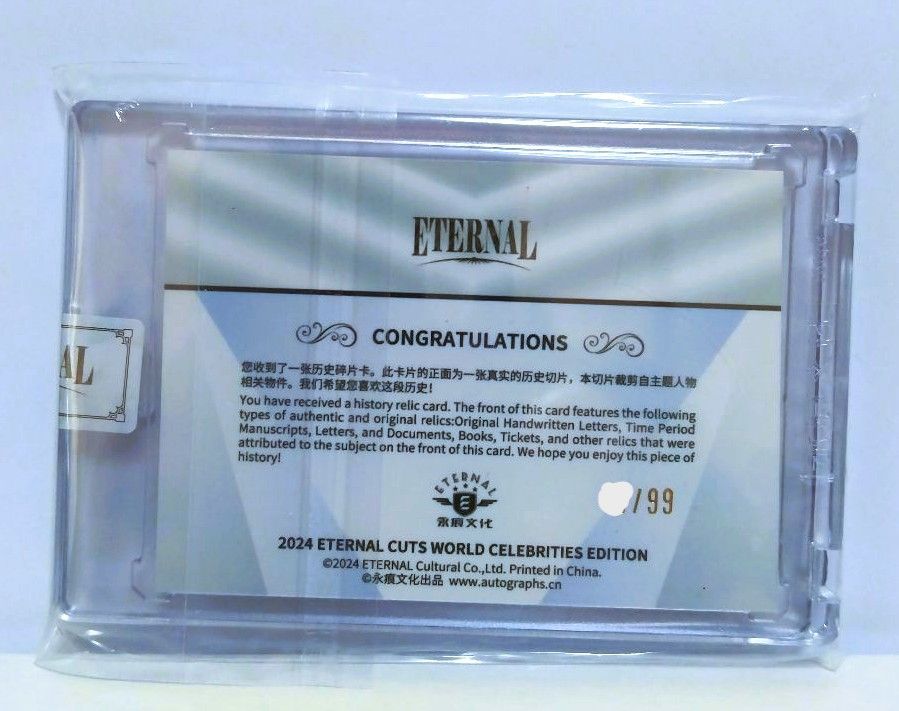 ETERNAL
CONGRATULATIONS
您收到了一张历史碎片卡。此卡片的正面为一张真实的历史切片，本切片裁剪自主题人物
相关物件。我们希望您喜欢这段历史！
You have received a history relic card. The front of this card features the following
types of authentic and original relics:Original Handwritten Letters, Time Period
Manuscripts, Letters, and Documents, Books, Tickets, and other relics that were
attributed to the subject on the front of this card. We hope you enjoy this piece of
history!
AL
ETERNAL
永痕文化
/99
2024 ETERNAL CUTS WORLD CELEBRITIES EDITION
©2024 ETERNAL Cultural Co.,Ltd. Printed in China.
©永痕文化出品 www.autographs.cn